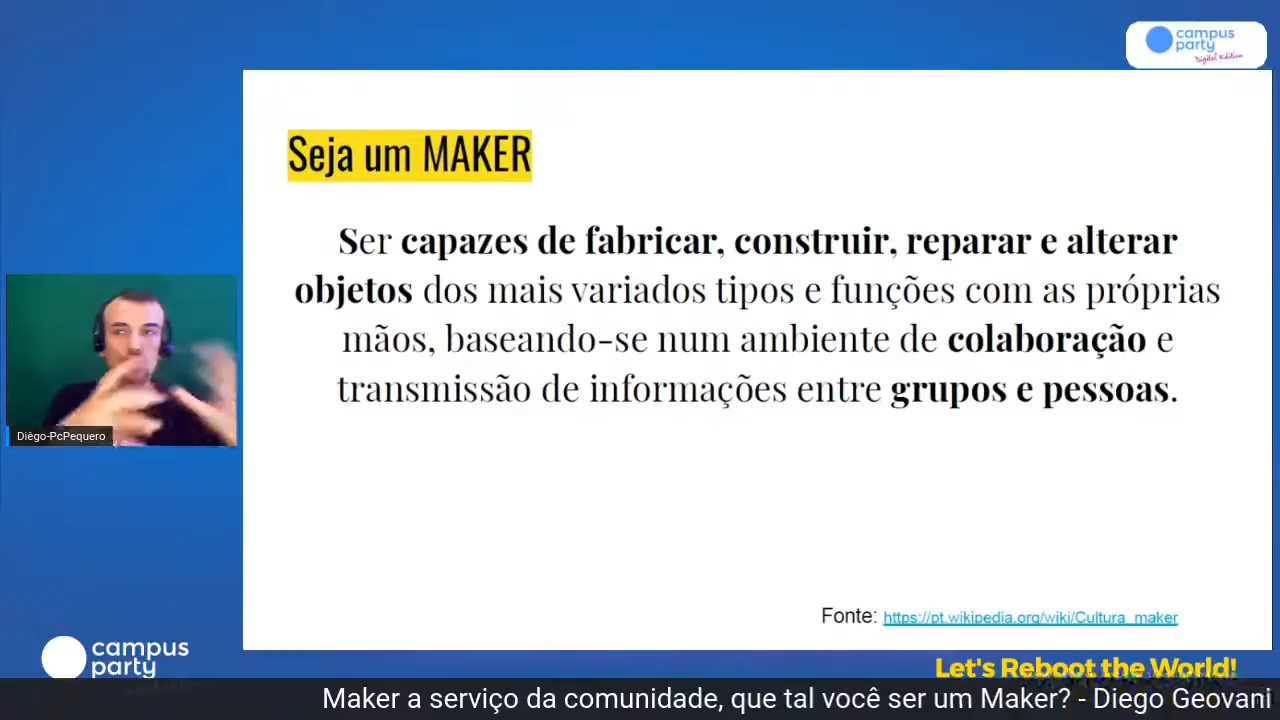 campus
party
Digital Edition
Seja um MAKER
Ser capazes de fabricar, construir, reparar e alterar
objetos dos mais variados tipos e funções com as próprias
mãos, baseando-se num ambiente de colaboração e
transmissão de informações entre grupos e pessoas.
Diêgo-PcPequero
Fonte: https://pt.wikipedia.org/wiki/Cultura_maker
campus
party
Let's Reboot the World!
Maker a serviço da comunidade, que tal você ser um Maker? - Diego Geovani